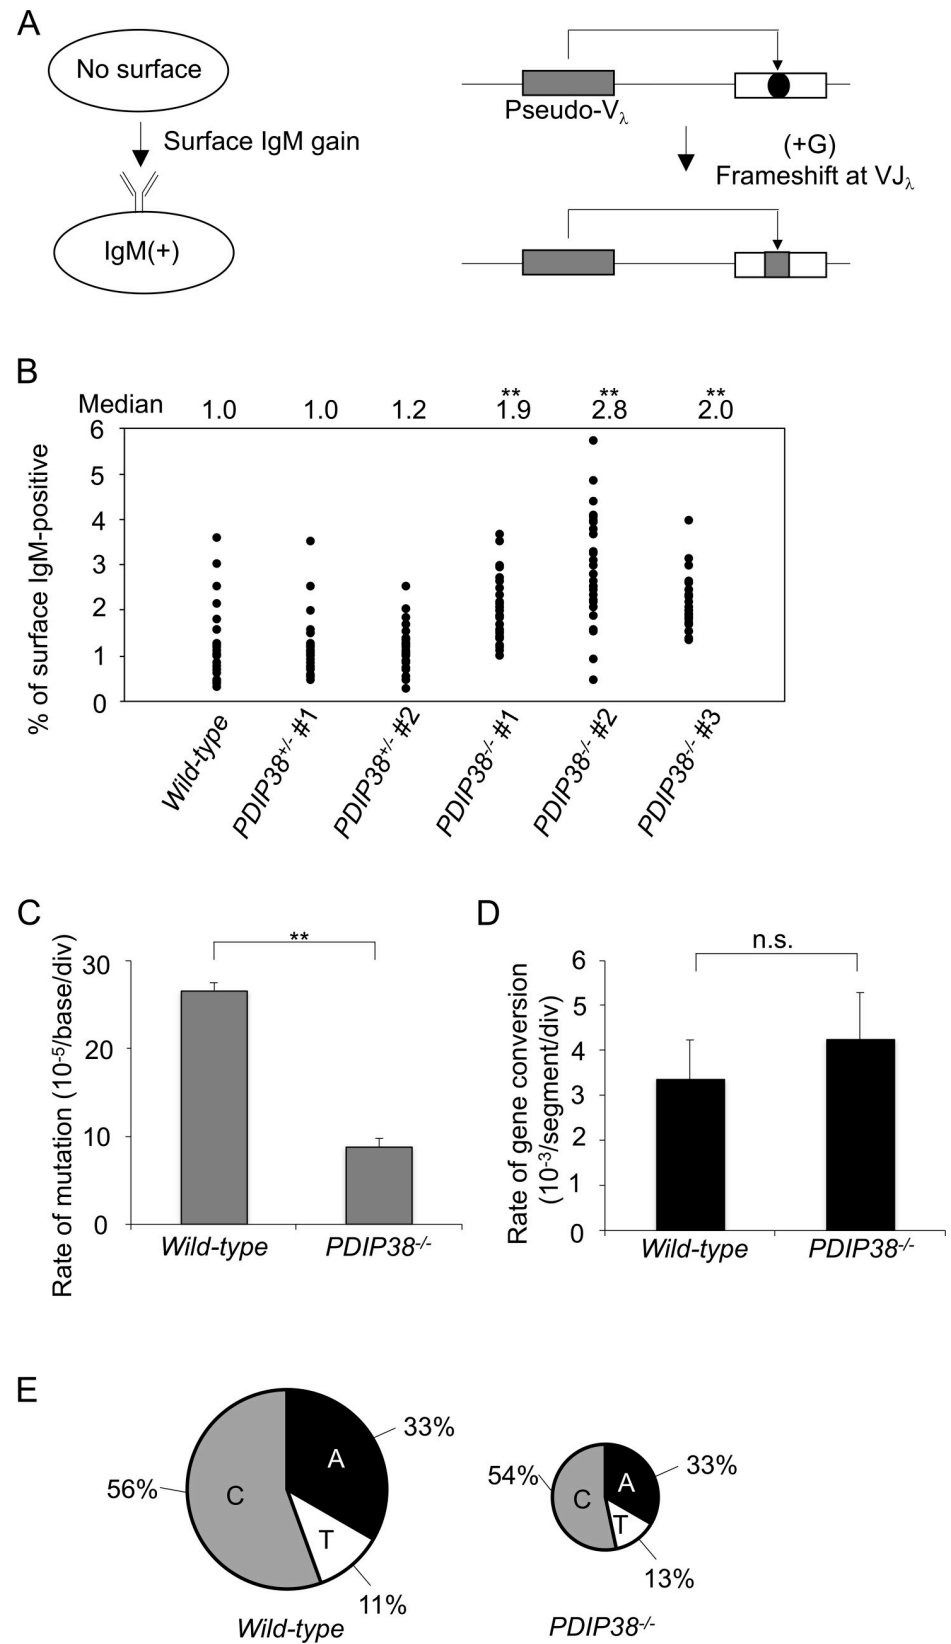 A
No surface
Surface IgM gain
IgM(+)
Pseudo-Vλ
(+G)
Frameshift at VJλ
B
** ** **
Median 1.0 1.0 1.2 1.9 2.8 2.0
% of surface IgM-positive
6
5
4
3
2
1
0
Wild-type
PDIP38+/- #1
PDIP38+/- #2
PDIP38-/- #1
PDIP38-/- #2
PDIP38-/- #3
C
Rate of mutation (10-5/base/div)
**
30
20
10
0
Wild-type
PDIP38-/-
D
Rate of gene conversion
(10-3/segment/div)
n.s.
6
5
4
3
2
1
0
Wild-type
PDIP38-/-
E
33%
A
56%
C
T
11%
Wild-type
54%
33%
A
C
T
13%
PDIP38-/-